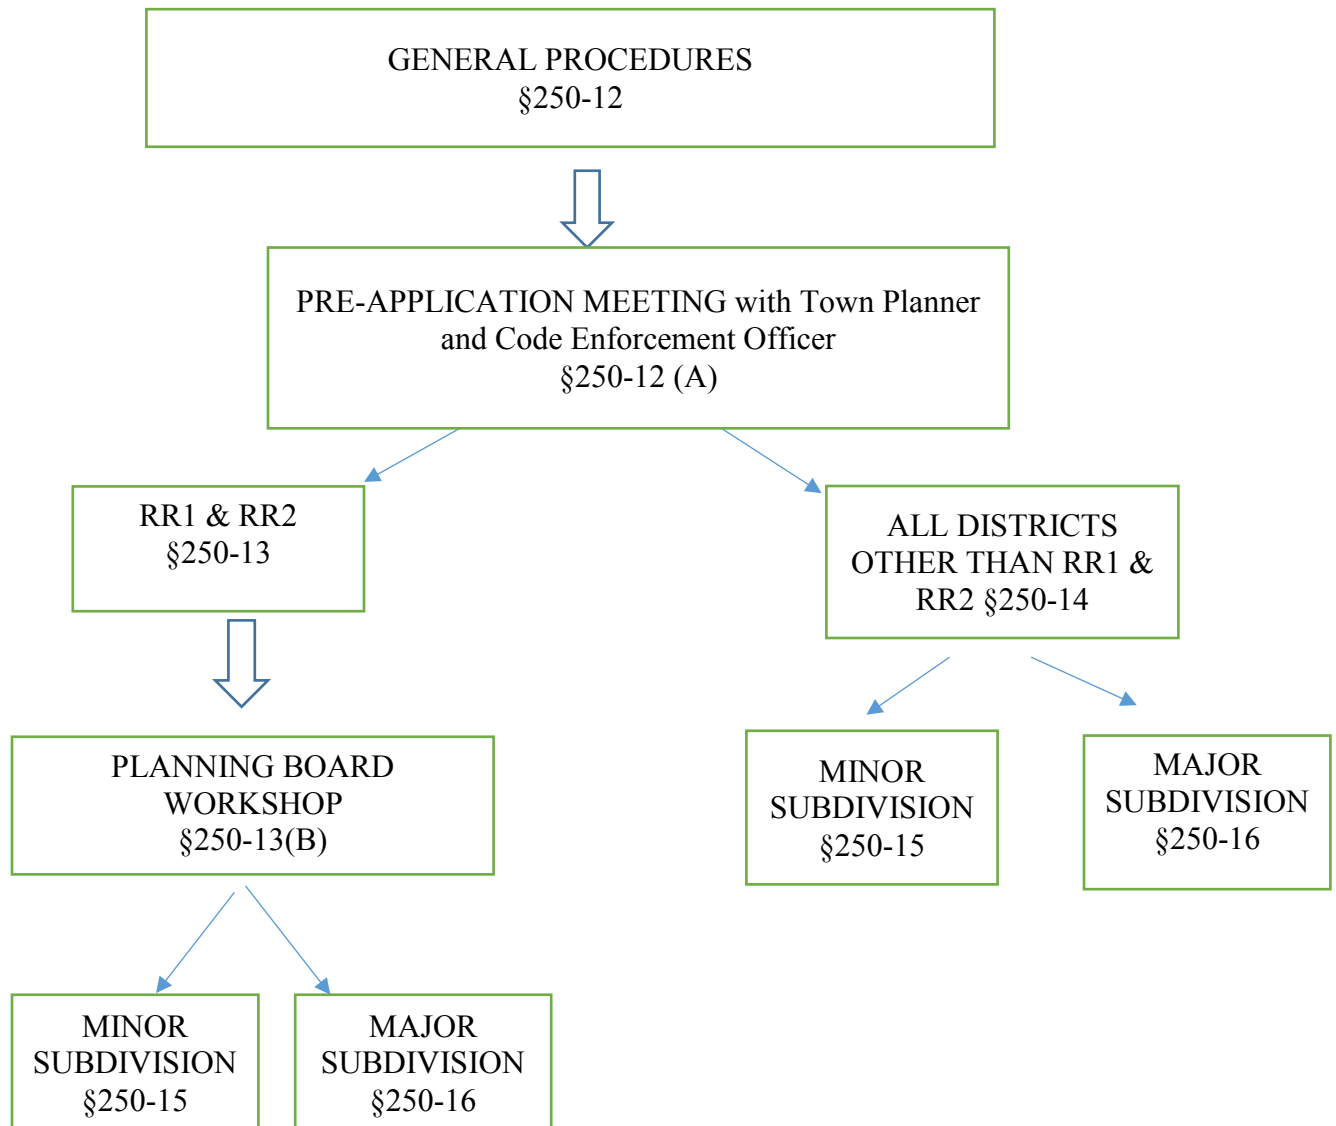 GENERAL PROCEDURES
§250-12
PRE-APPLICATION MEETING with Town Planner
and Code Enforcement Officer
§250-12 (A)
RR1 & RR2
§250-13
ALL DISTRICTS
OTHER THAN RR1 &
RR2 §250-14
PLANNING BOARD
WORKSHOP
§250-13(B)
MINOR
SUBDIVISION
§250-15
MAJOR
SUBDIVISION
§250-16
MINOR
SUBDIVISION
§250-15
MAJOR
SUBDIVISION
§250-16